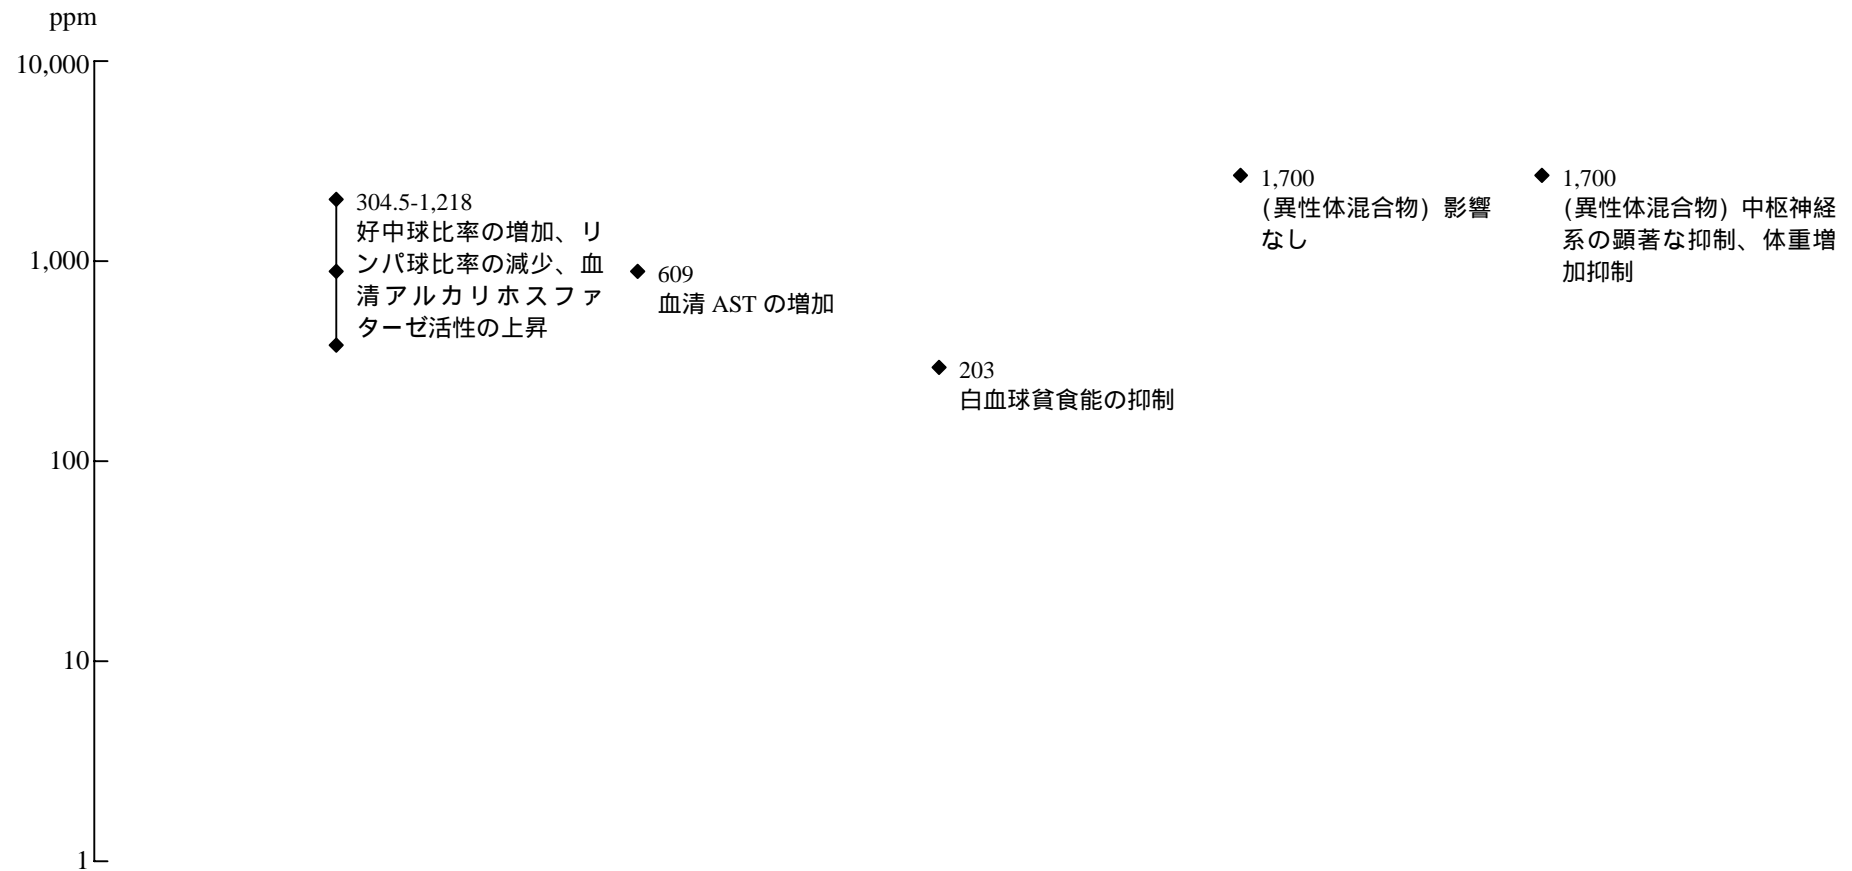 ppm
10,000
1,000
100
10
1
304.5-1,218
好中球比率の増加、リ
ンパ球比率の減少、血
清アルカリホスファ
ターゼ活性の上昇
609
血清 AST の増加
203
白血球貧食能の抑制
1,700
(異性体混合物) 影響
なし
1,700
(異性体混合物) 中枢神経
系の顕著な抑制、体重増
加抑制